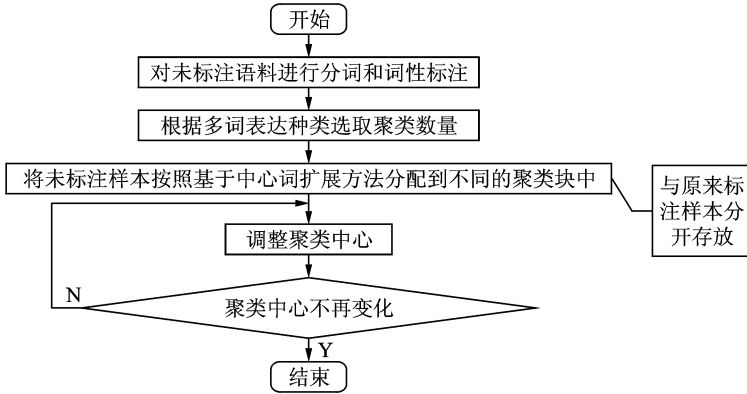 开始
对未标注语料进行分词和词性标注
根据多词表达种类选取聚类数量
将未标注样本按照基于中心词扩展方法分配到不同的聚类块中
与原来标
注样本分
开存放
调整聚类中心
N
聚类中心不再变化
Y
结束